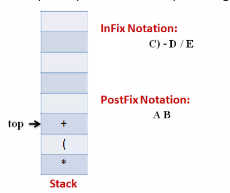 InFix Notation:
C) - D / E
PostFix Notation:
A B
top
+
(
*
Stack